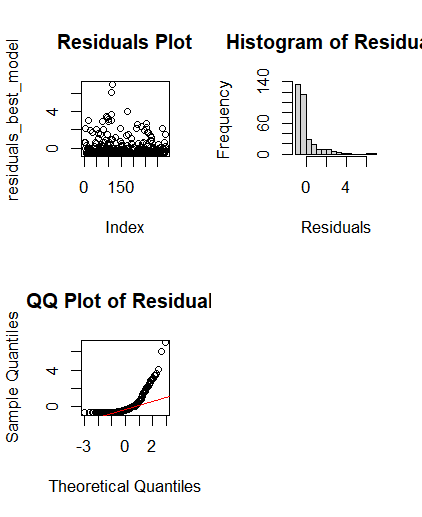 Residuals Plot
residuals_best_model
0 4
0 150
Index
Histogram of Residua
Frequency
0 60 140
0 4
Residuals
QQ Plot of Residual
Sample Quantiles
0 4
-3 0 2
Theoretical Quantiles